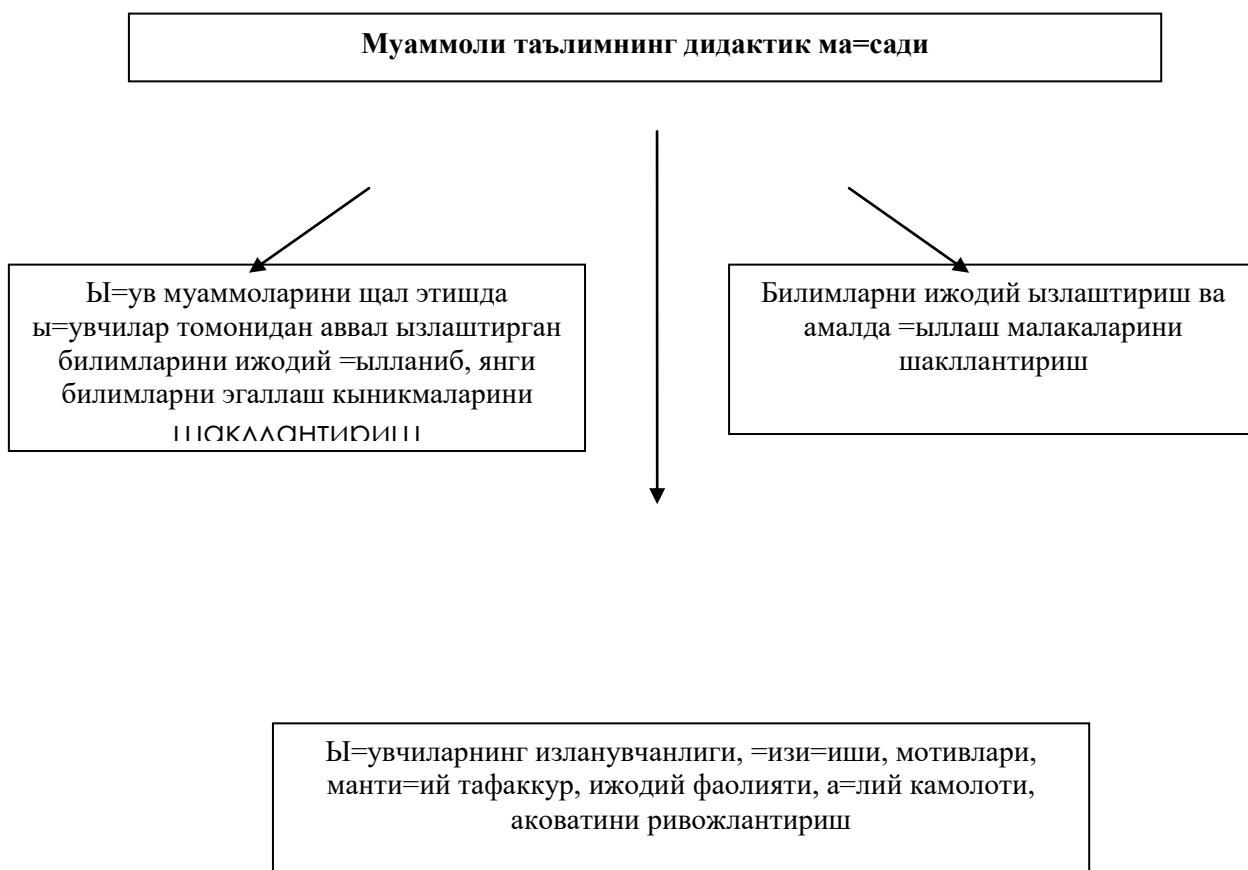 Муаммоли таълимнинг дидактик ма=сади
Ы=ув муаммоларини щал этишда
ы=увчилар томонидан аввал ызлаштирган
билимларини ижодий =ылланиб, янги
билимларни эгаллаш кыникмаларини
шакллантириш
Билимларни ижодий ызлаштириш ва
амалда =ыллаш малакаларини
шакллантириш
Ы=увчиларнинг изланувчанлиги, =изи=иши, мотивлари,
манти=ий тафаккур, ижодий фаолияти, а=лий камолоти,
аковатини ривожлантириш